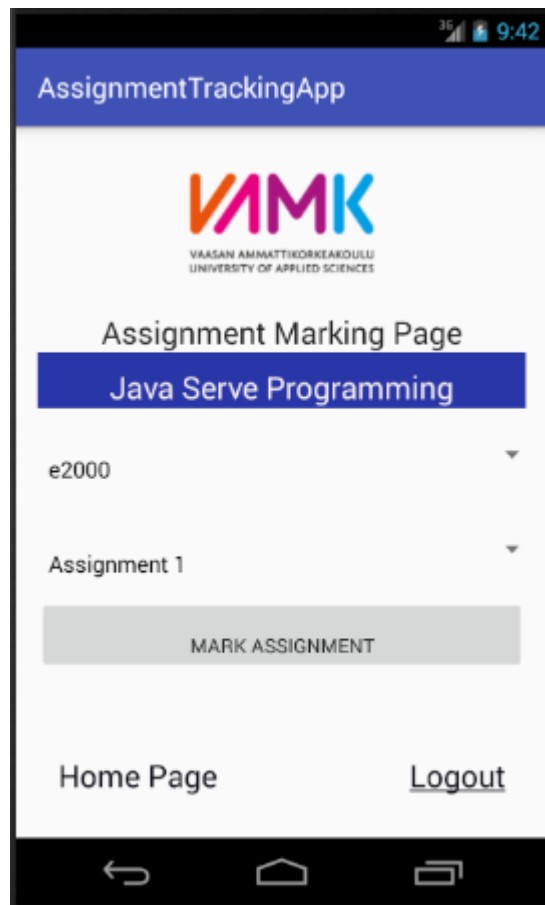 3G 9:42
AssignmentTrackingApp
VAMK
VAASAN AMMATTIKORKEAKOULU
UNIVERSITY OF APPLIED SCIENCES
Assignment Marking Page
Java Serve Programming
e2000
Assignment 1
MARK ASSIGNMENT
Home Page Logout